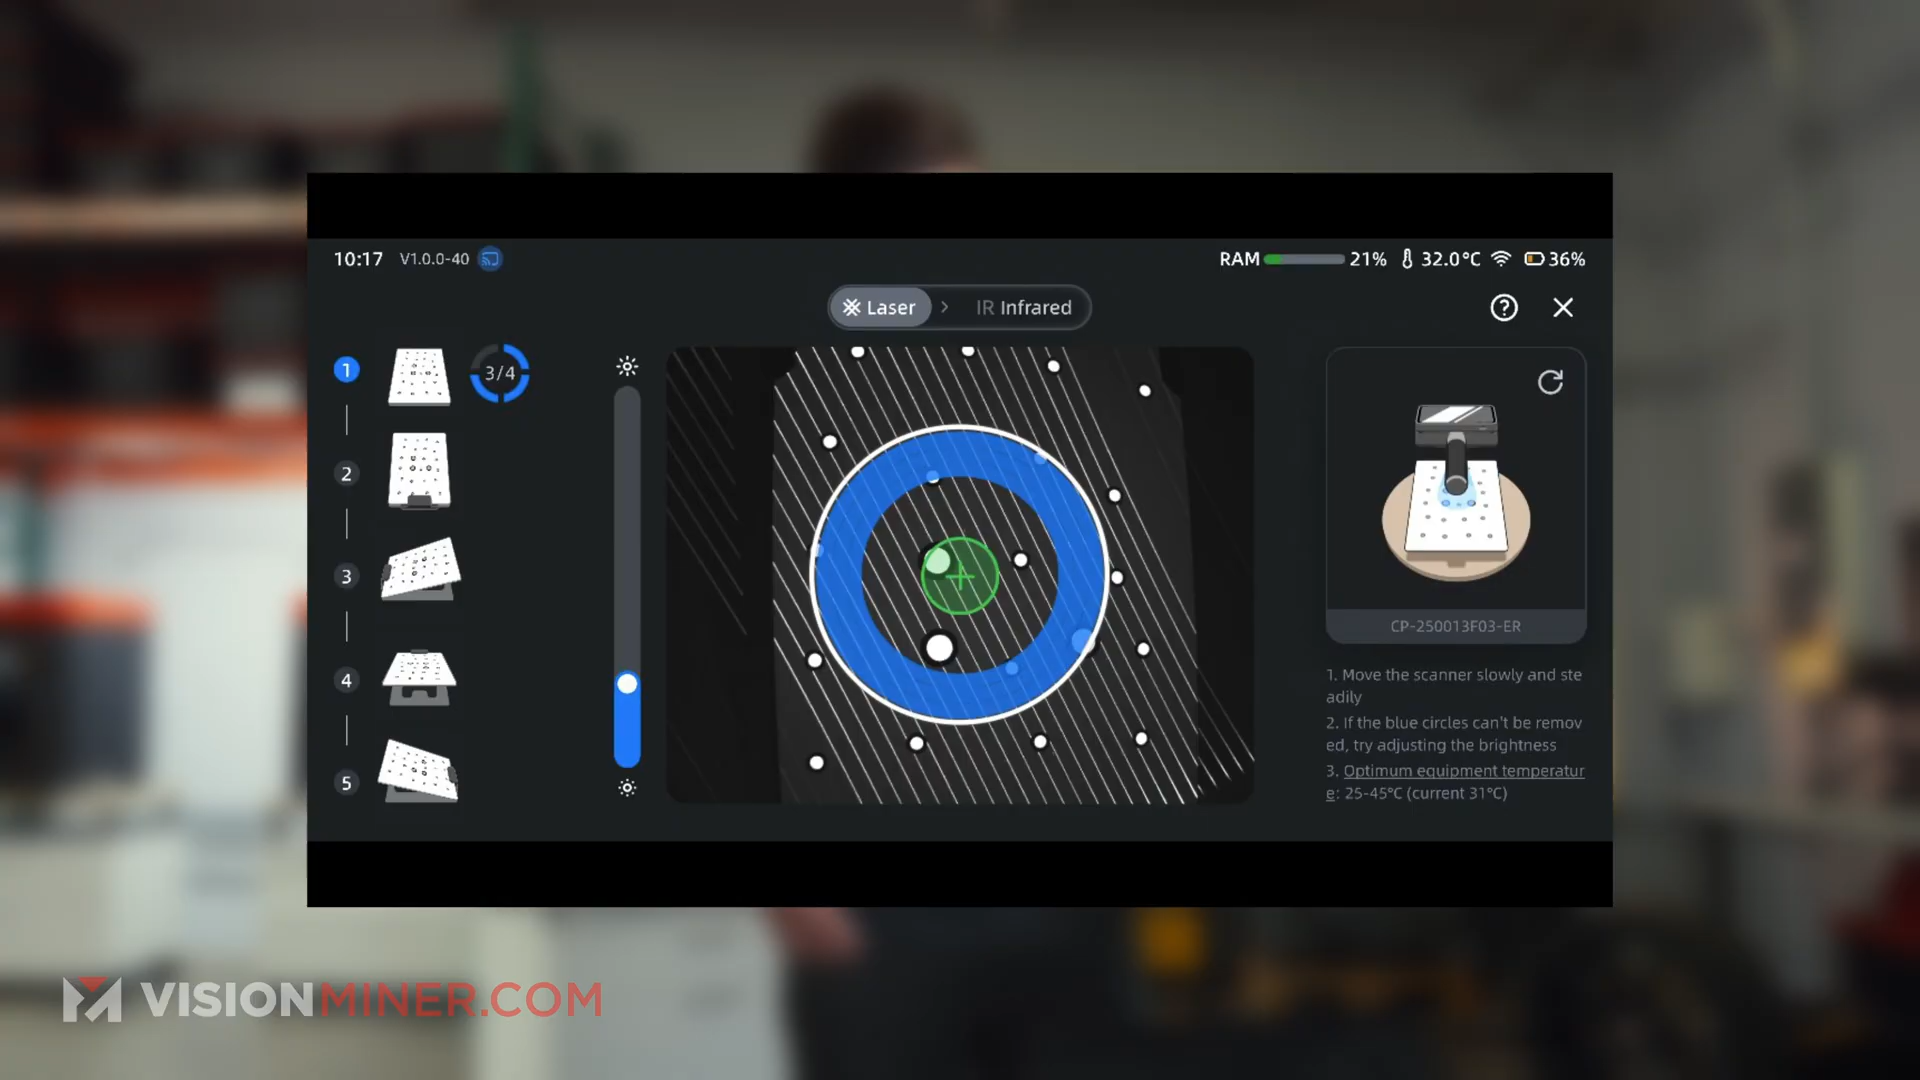 10:17 V1.0.0-40
RAM 21% 32.0°C 36%
Laser > IR Infrared
1
3/4
2
3
4
5
CP-250013F03-ER
1. Move the scanner slowly and ste
adily
2. If the blue circles can't be remov
ed, try adjusting the brightness
3. Optimum equipment temperatur
e: 25-45°C (current 31°C)
VISIONMINER.COM